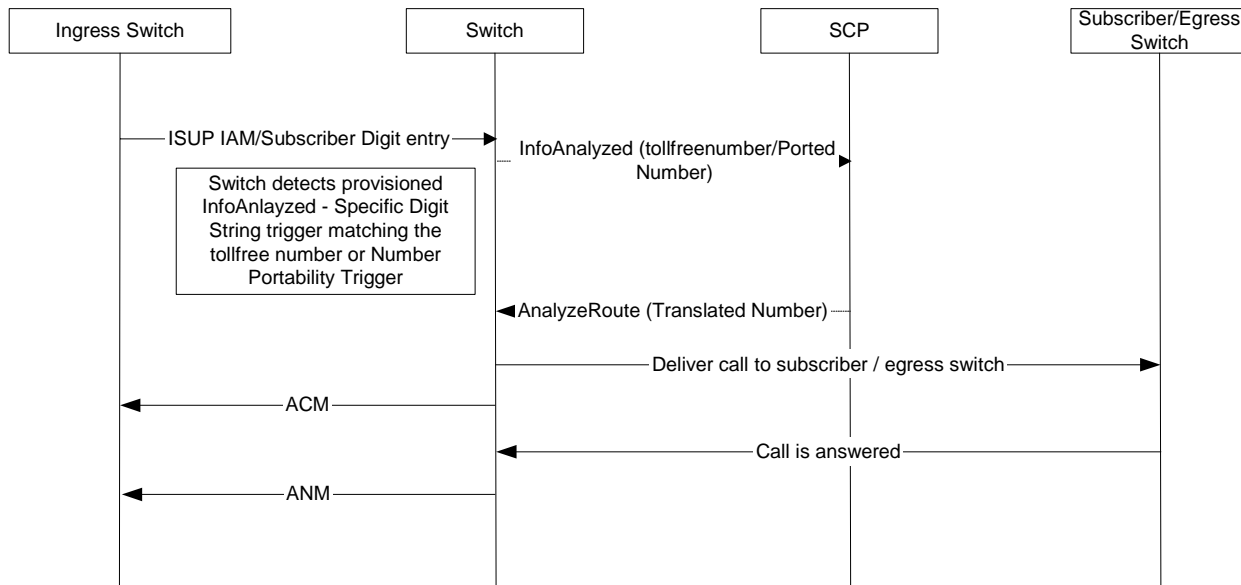 Ingress Switch
Switch
SCP
Subscriber/Egress
Switch
ISUP IAM/Subscriber Digit entry
InfoAnalyzed (tollfreenumber/Ported
Number)
Switch detects provisioned
InfoAnlayzed - Specific Digit
String trigger matching the
tollfree number or Number
Portability Trigger
AnalyzeRoute (Translated Number)
Deliver call to subscriber / egress switch
ACM
Call is answered
ANM